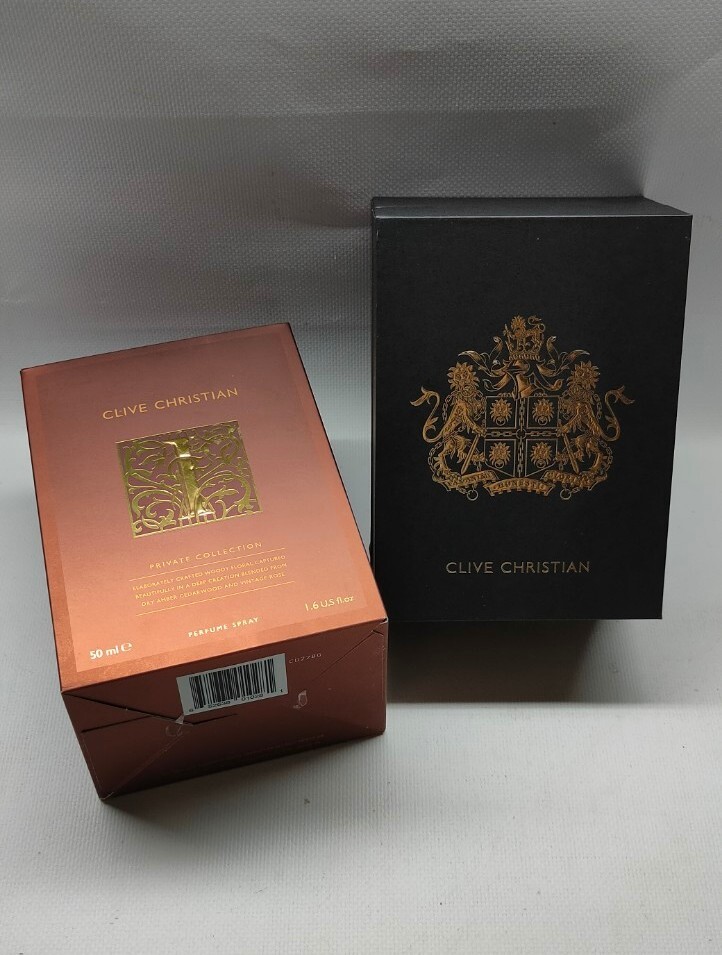 CLIVE CHRISTIAN
I
PRIVATE COLLECTION
ELABORATELY CRAFTED WOODY FLORAL CAPTURED
BEAUTIFULLY IN A DEEP CREATION BLENDED FROM
DRY AMBER CEDARWOOD AND VINTAGE ROSE
PERFUME SPRAY
50 ml ℮
1.6 U.S fl.oz
CLIVE CHRISTIAN